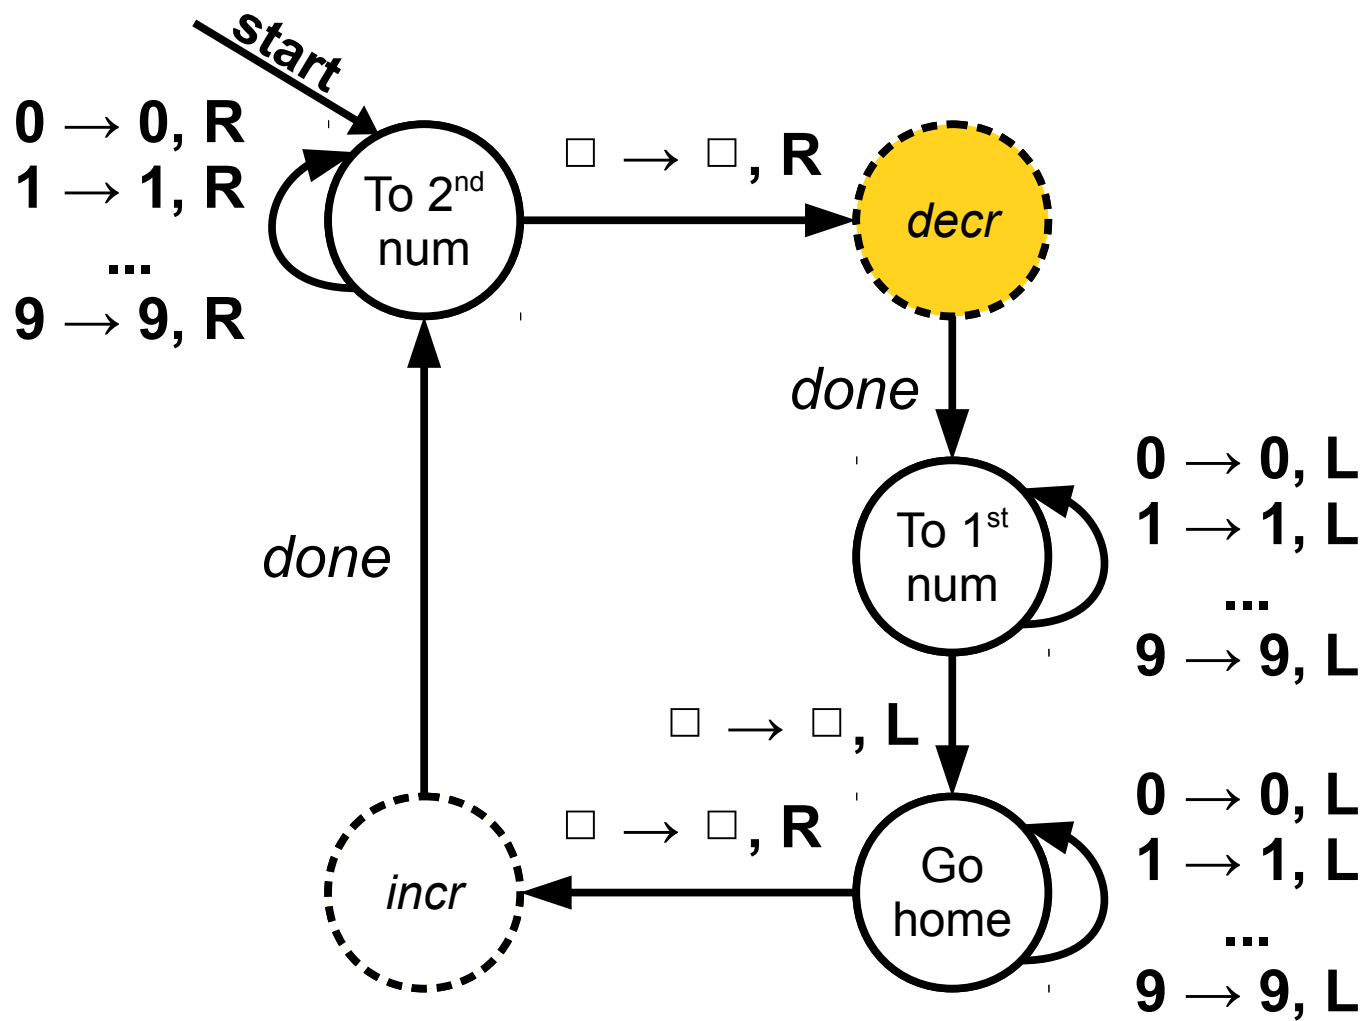 start
0 → 0, R
1 → 1, R
...
9 → 9, R
To 2nd
num
□ → □, R
decr
done
To 1st
num
0 → 0, L
1 → 1, L
...
9 → 9, L
done
□ → □, L
Go
home
0 → 0, L
1 → 1, L
...
9 → 9, L
□ → □, R
incr